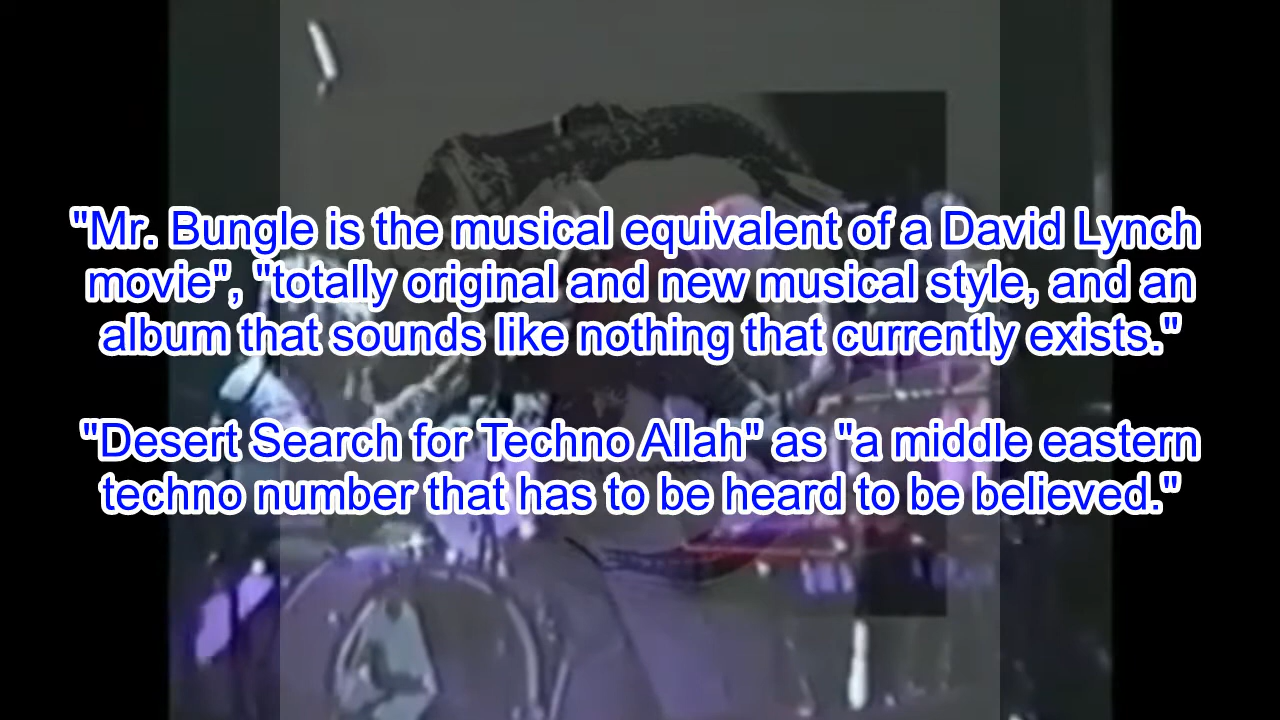 "Mr. Bungle is the musical equivalent of a David Lynch
movie", "totally original and new musical style, and an
album that sounds like nothing that currently exists."
"Desert Search for Techno Allah" as "a middle eastern
techno number that has to be heard to be believed."